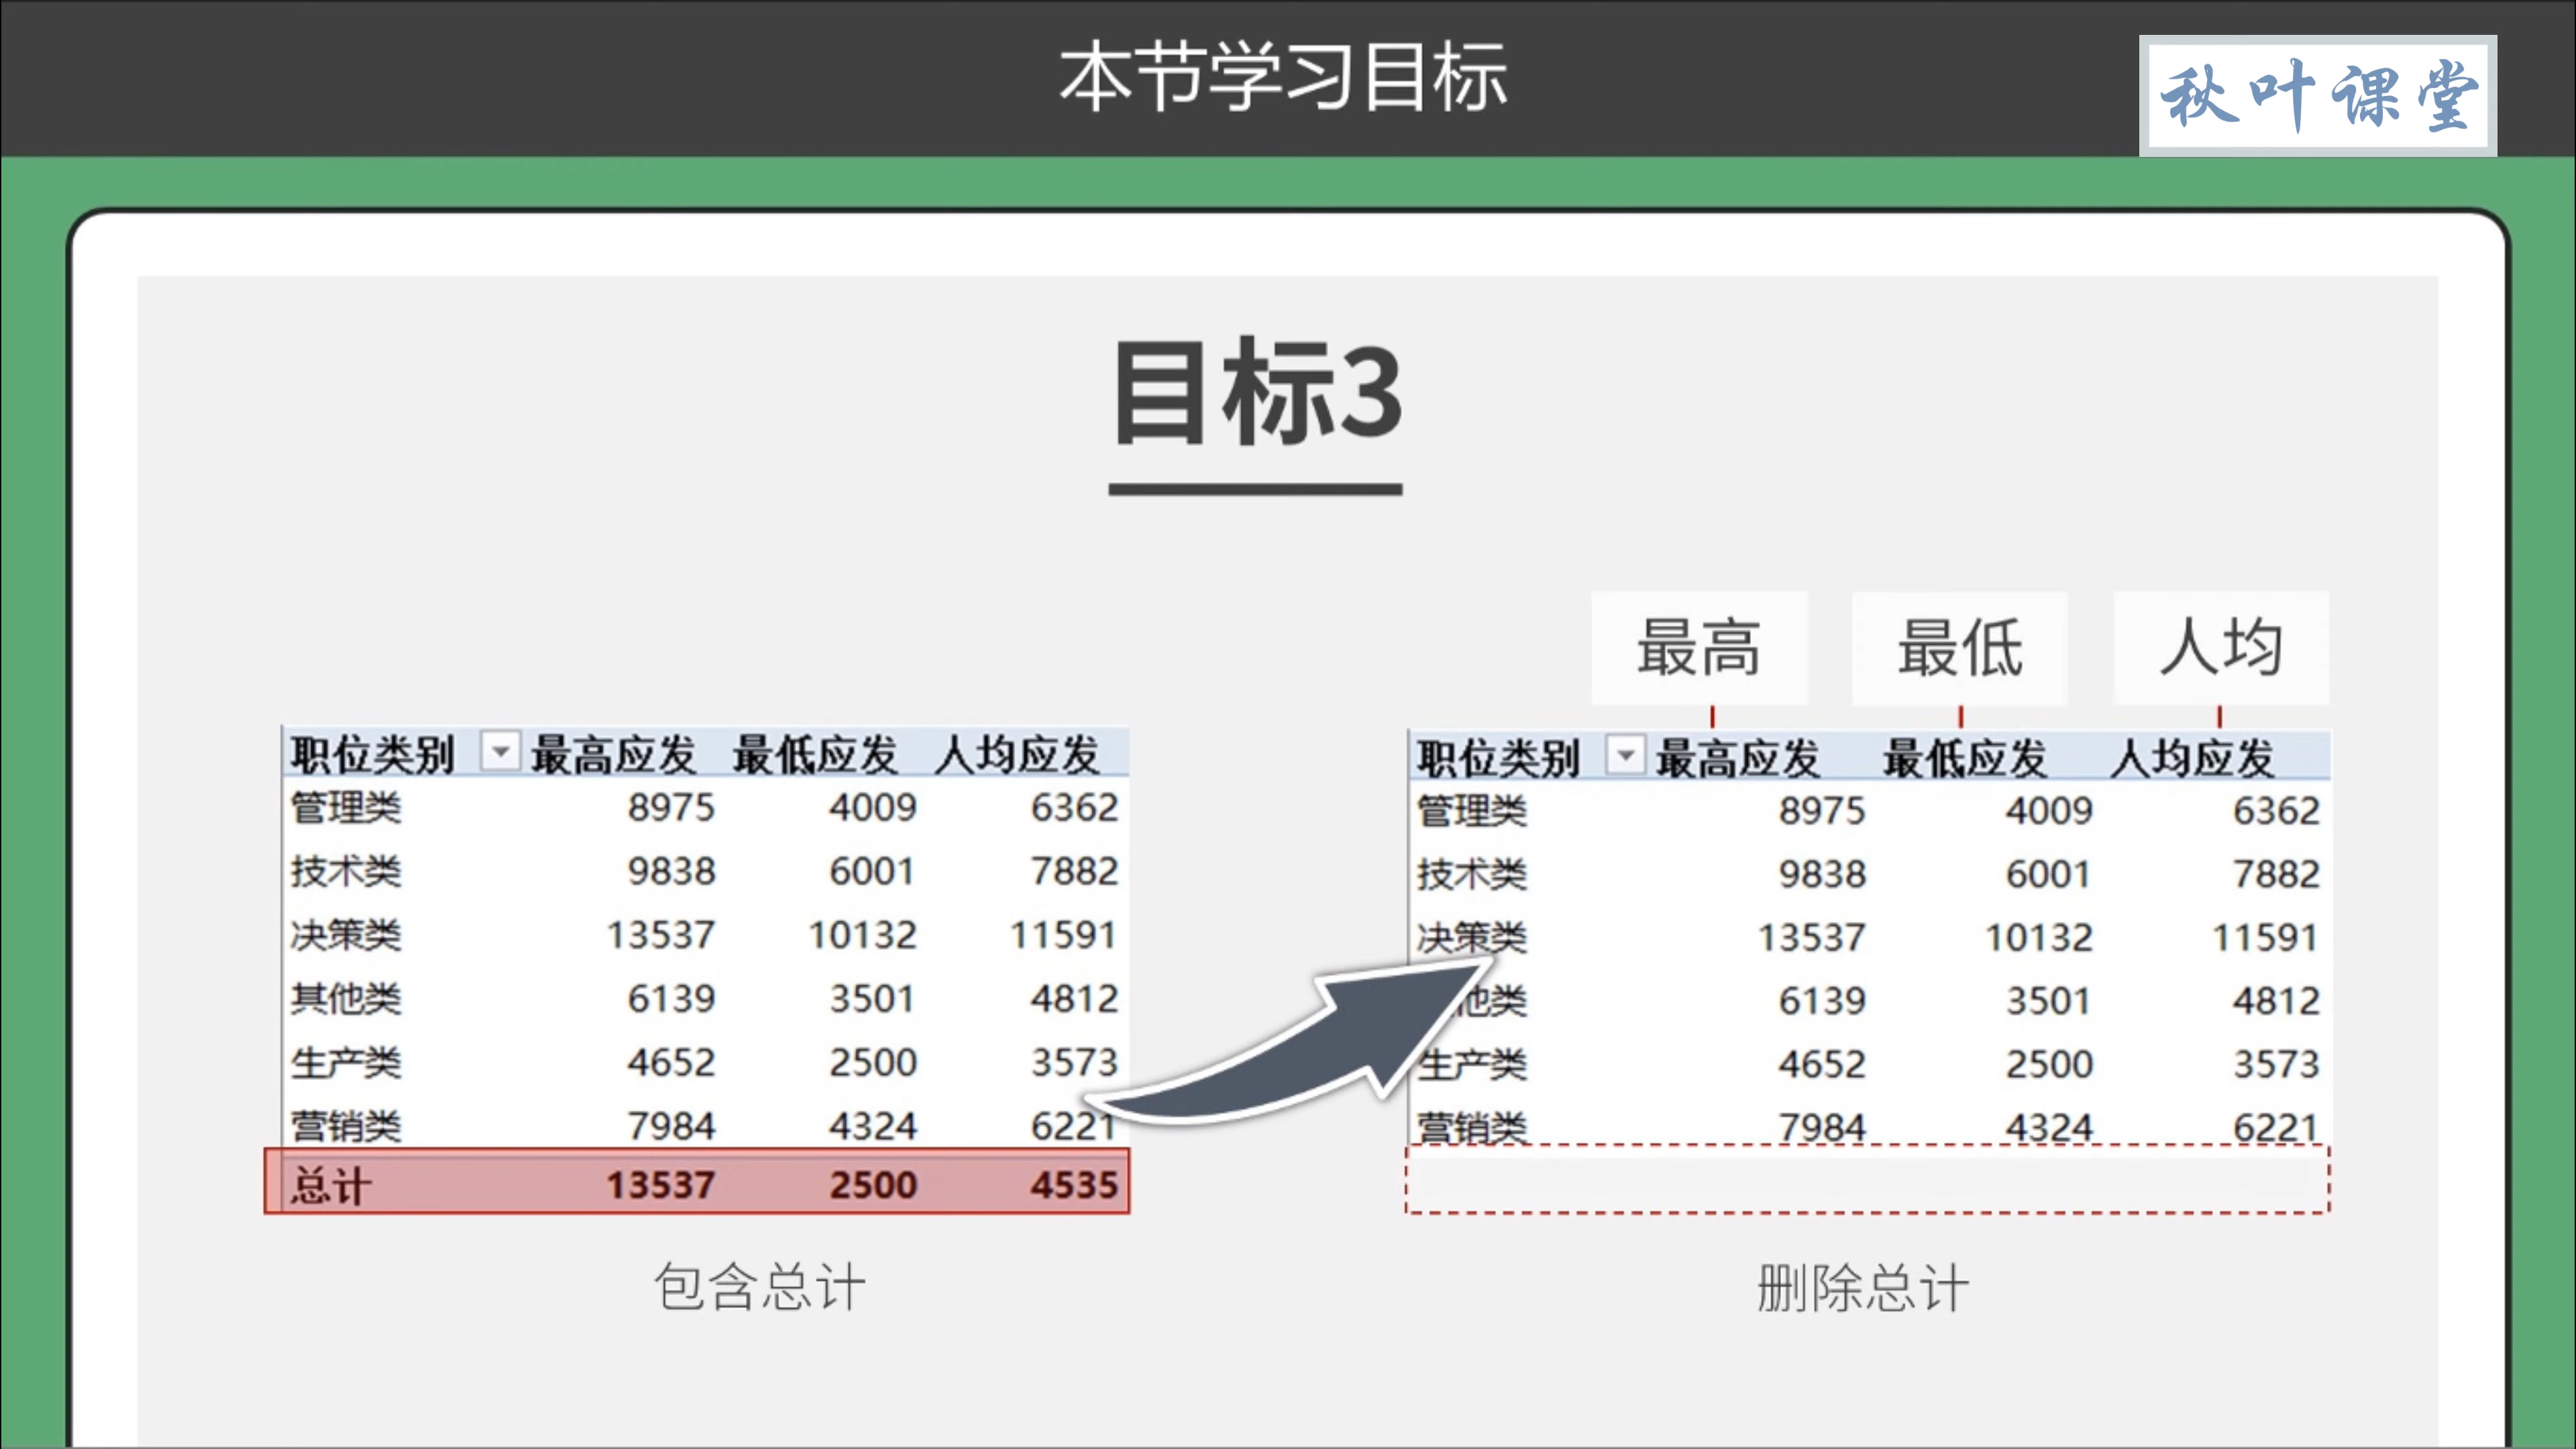 本节学习目标
秋叶课堂
目标3
最高 最低 人均
职位类别 最高应发 最低应发 人均应发
管理类 8975 4009 6362
技术类 9838 6001 7882
决策类 13537 10132 11591
其他类 6139 3501 4812
生产类 4652 2500 3573
营销类 7984 4324 6221
总计 13537 2500 4535
包含总计
职位类别 最高应发 最低应发 人均应发
管理类 8975 4009 6362
技术类 9838 6001 7882
决策类 13537 10132 11591
他类 6139 3501 4812
生产类 4652 2500 3573
营销类 7984 4324 6221
删除总计